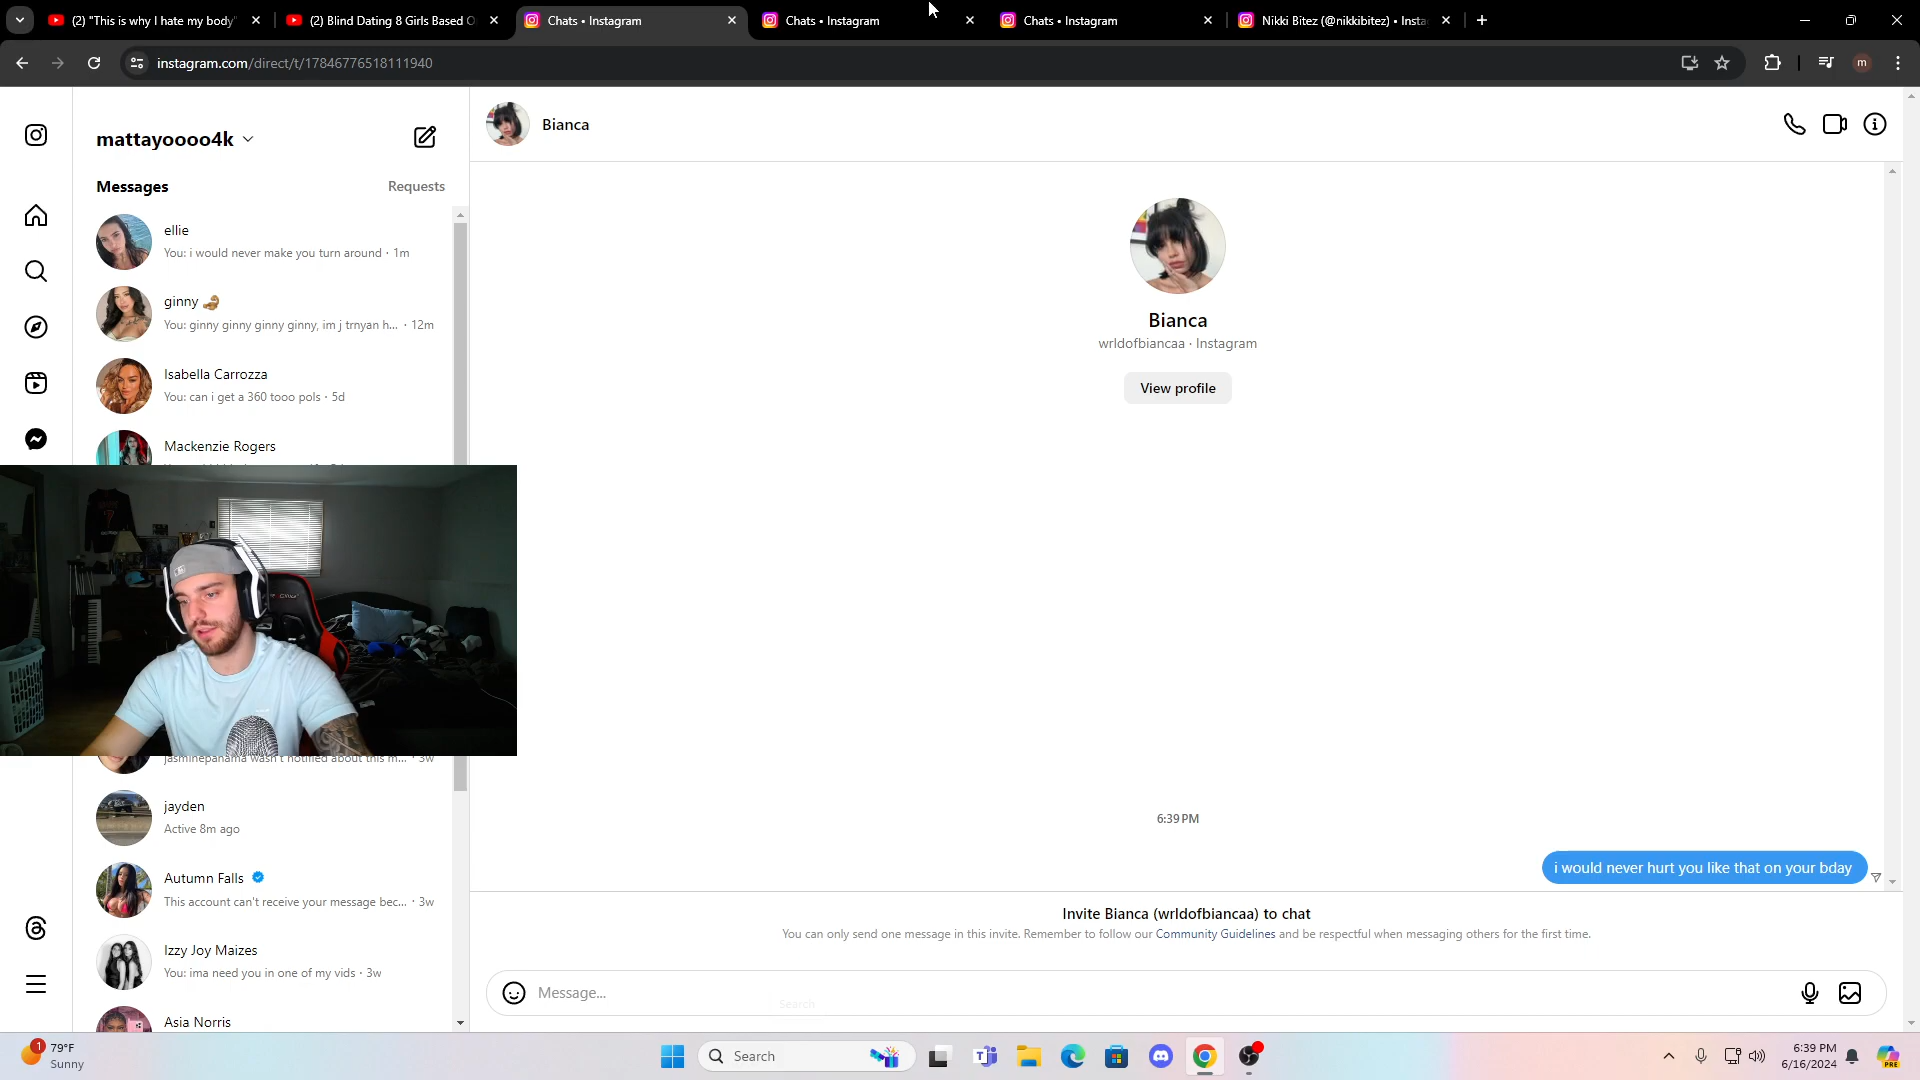 (2) "This is why I hate my body"
(2) Blind Dating 8 Girls Based O
Chats • Instagram
Chats • Instagram
Chats • Instagram
Nikki Bitez (@nikkibitez) • Insta
instagram.com/direct/t/17846776518111940
m
mattayoooo4k
Bianca
Messages
Requests
ellie
You: i would never make you turn around · 1m
ginny
You: ginny ginny ginny ginny, im j trnyan h... · 12m
Isabella Carrozza
You: can i get a 360 tooo pols · 5d
Mackenzie Rogers
Bianca
wrldofbiancaa · Instagram
View profile
jasminepanama wasn't notified about this m... · 3w
jayden
Active 8m ago
6:39 PM
i would never hurt you like that on your bday
Autumn Falls
This account can't receive your message bec... · 3w
Invite Bianca (wrldofbiancaa) to chat
You can only send one message in this invite. Remember to follow our Community Guidelines and be respectful when messaging others for the first time.
Izzy Joy Maizes
You: ima need you in one of my vids · 3w
Message...
Search
Asia Norris
1
79°F
Sunny
Search
6:39 PM
6/16/2024
PRE